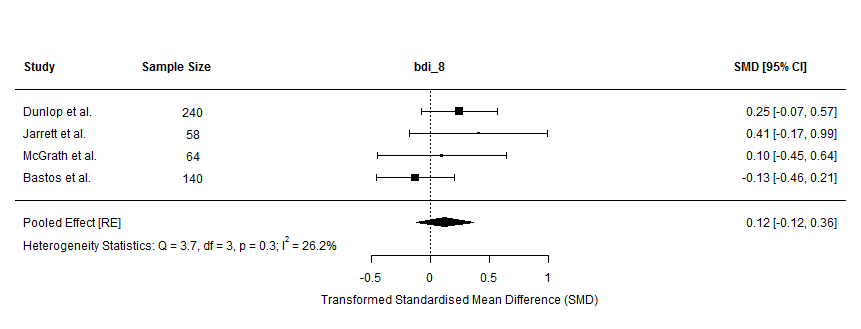 Study Sample Size bdi_8 SMD [95% CI]
Dunlop et al. 240 0.25 [-0.07, 0.57]
Jarrett et al. 58 0.41 [-0.17, 0.99]
McGrath et al. 64 0.10 [-0.45, 0.64]
Bastos et al. 140 -0.13 [-0.46, 0.21]
Pooled Effect [RE] 0.12 [-0.12, 0.36]
Heterogeneity Statistics: Q = 3.7, df = 3, p = 0.3; I² = 26.2%
-0.5 0 0.5 1
Transformed Standardised Mean Difference (SMD)